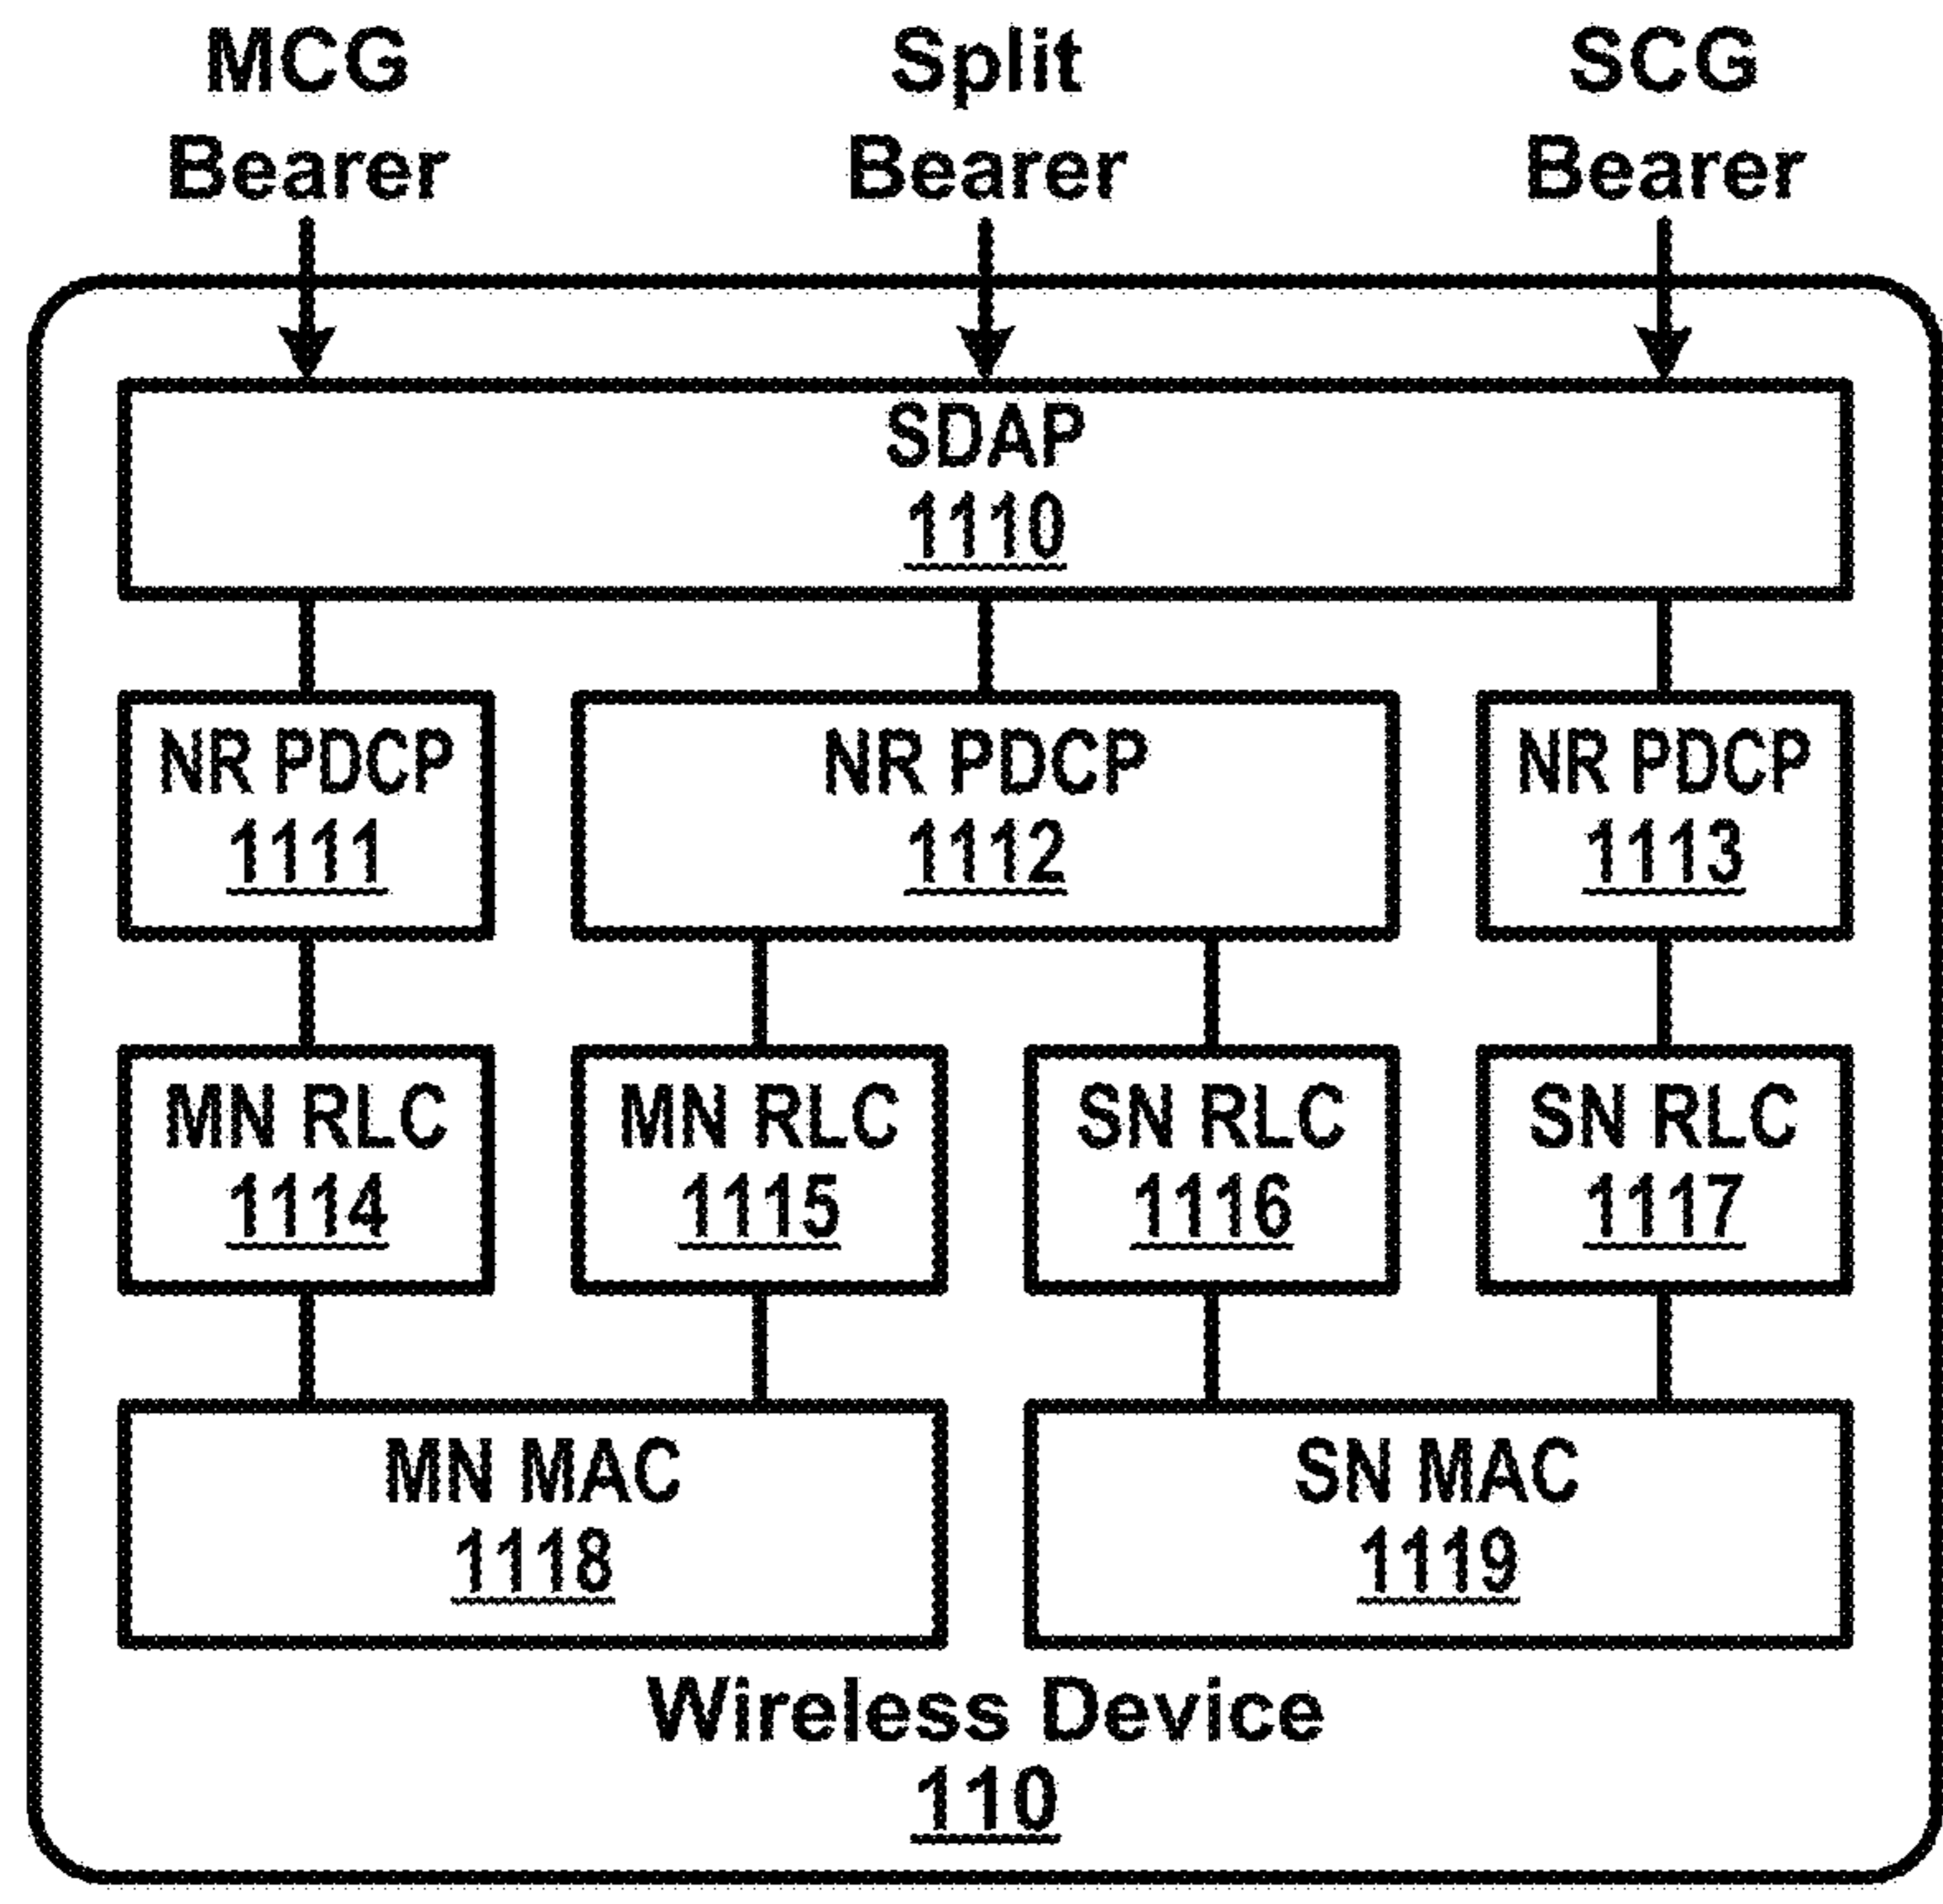 MCG
Bearer
Split
Bearer
SCG
Bearer
SDAP
1110
NR PDCP
1111
NR PDCP
1112
NR PDCP
1113
MN RLC
1114
MN RLC
1115
SN RLC
1116
SN RLC
1117
MN MAC
1118
SN MAC
1119
Wireless Device
110